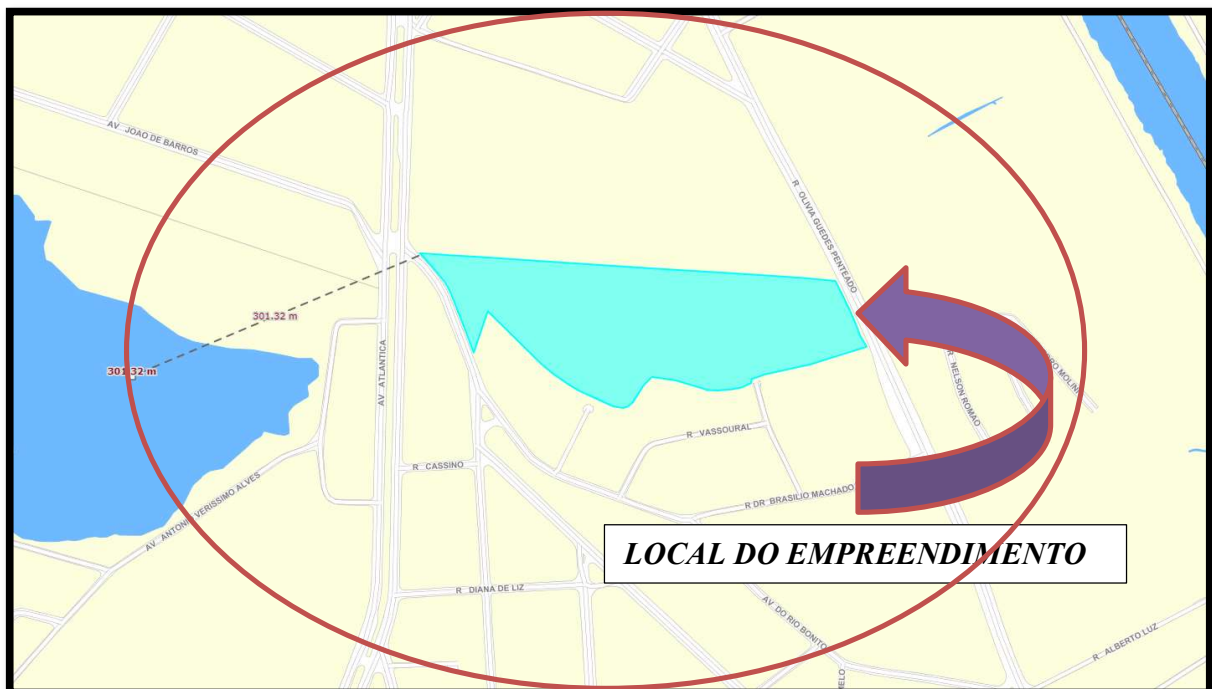 AV JOAO DE BARROS
R OLIVIA GUEDES PENTEADO
301.32 m
301.32 m
AV ATLANTICA
R NELSON ROMAO
R VASSOURAL
R CASSINO
R DR BRASILIO MACHADO
AV ANTONIO VERISSIMO ALVES
LOCAL DO EMPREENDIMENTO
R DIANA DE LIZ
AV DO RIO BONITO
R ALBERTO LUZ